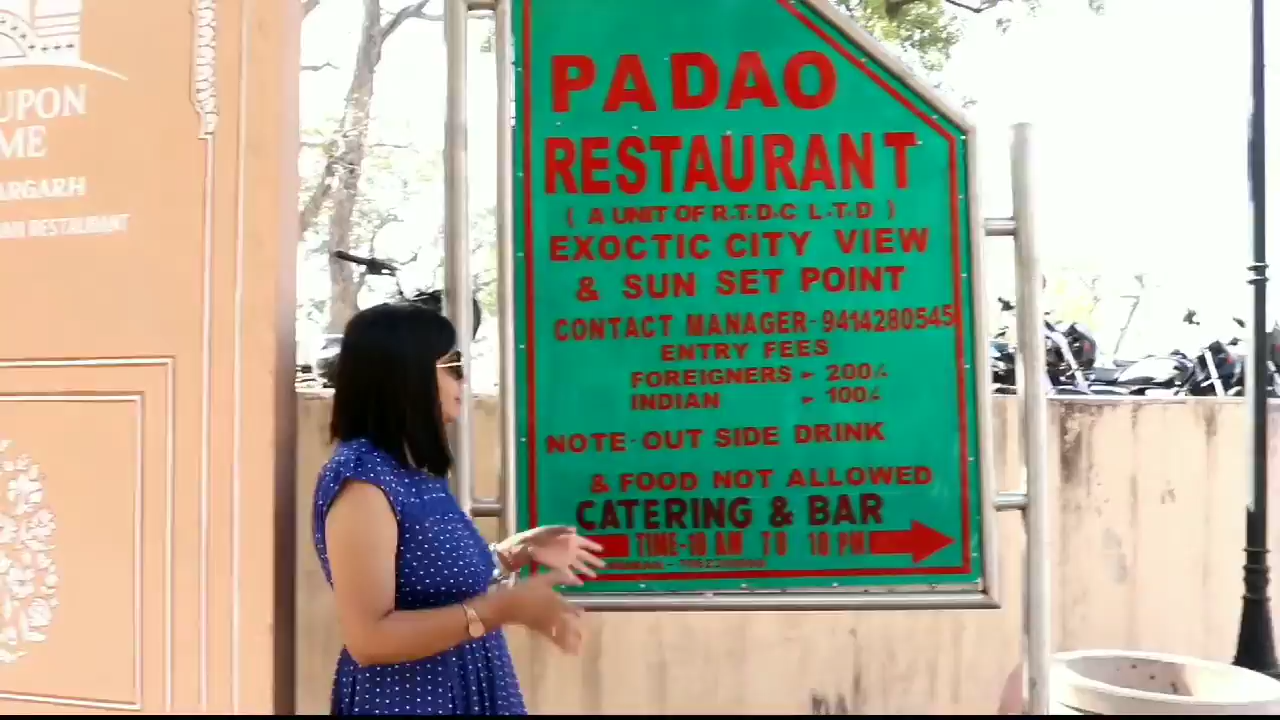 UPON
ME
ARGARH
RESTAURANT
PADAO
RESTAURANT
( A UNIT OF R.T.D.C L.T.D )
EXOCTIC CITY VIEW
& SUN SET POINT
CONTACT MANAGER-9414280545
ENTRY FEES
FOREIGNERS - 200/-
INDIAN - 100/-
NOTE-OUT SIDE DRINK
& FOOD NOT ALLOWED
CATERING & BAR
TIME-10 AM TO 10 PM